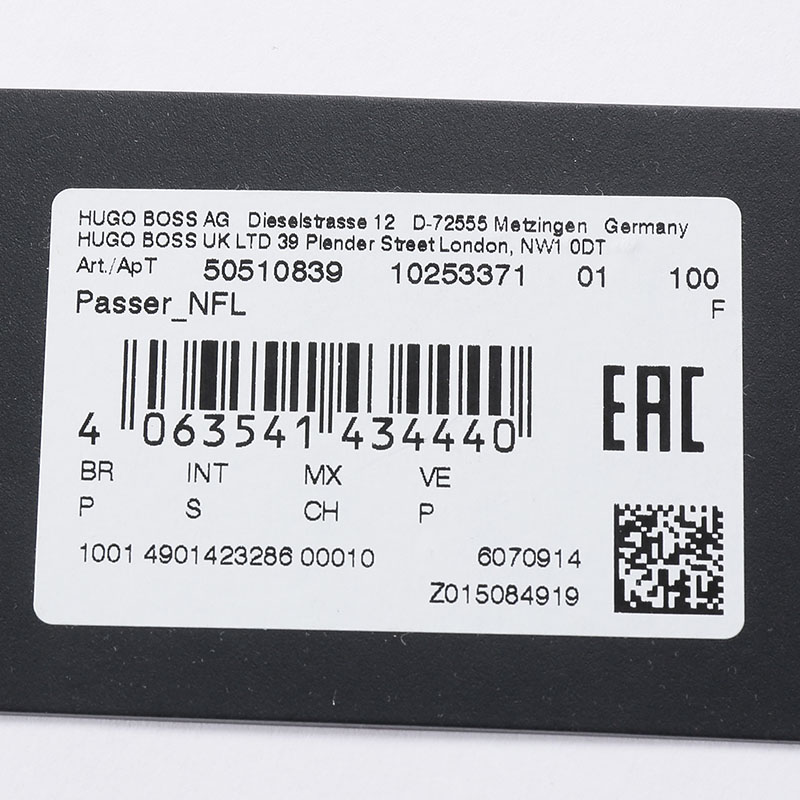 HUGO BOSS AG Dieselstrasse 12 D-72555 Metzingen Germany
HUGO BOSS UK LTD 39 Plender Street London, NW1 0DT
Art./ApT 50510839 10253371 01 100
Passer_NFL F
4 063541 434440
EAC
BR INT MX VE
P S CH P
1001 4901423286 00010 6070914
Z015084919